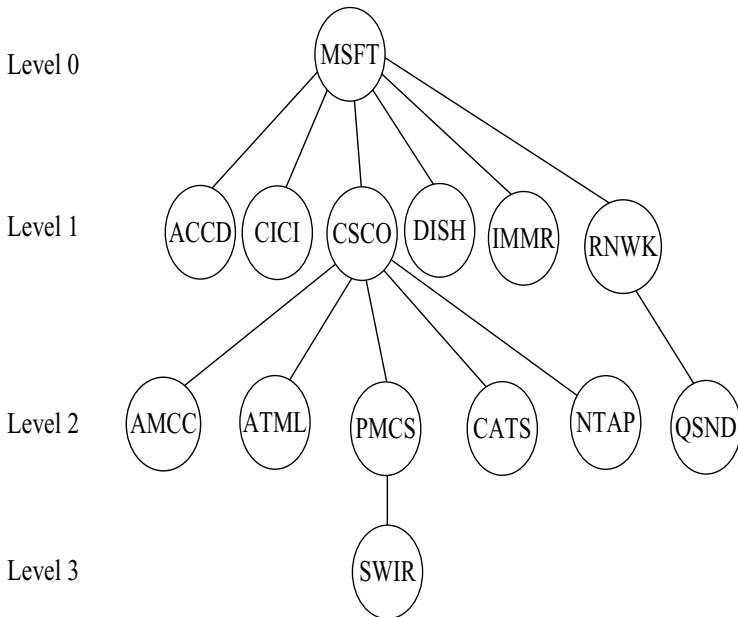 Level 0
MSFT
Level 1
ACCD CICI CSCO DISH IMMR RNWK
Level 2
AMCC ATML PMCS CATS NTAP QSND
Level 3
SWIR